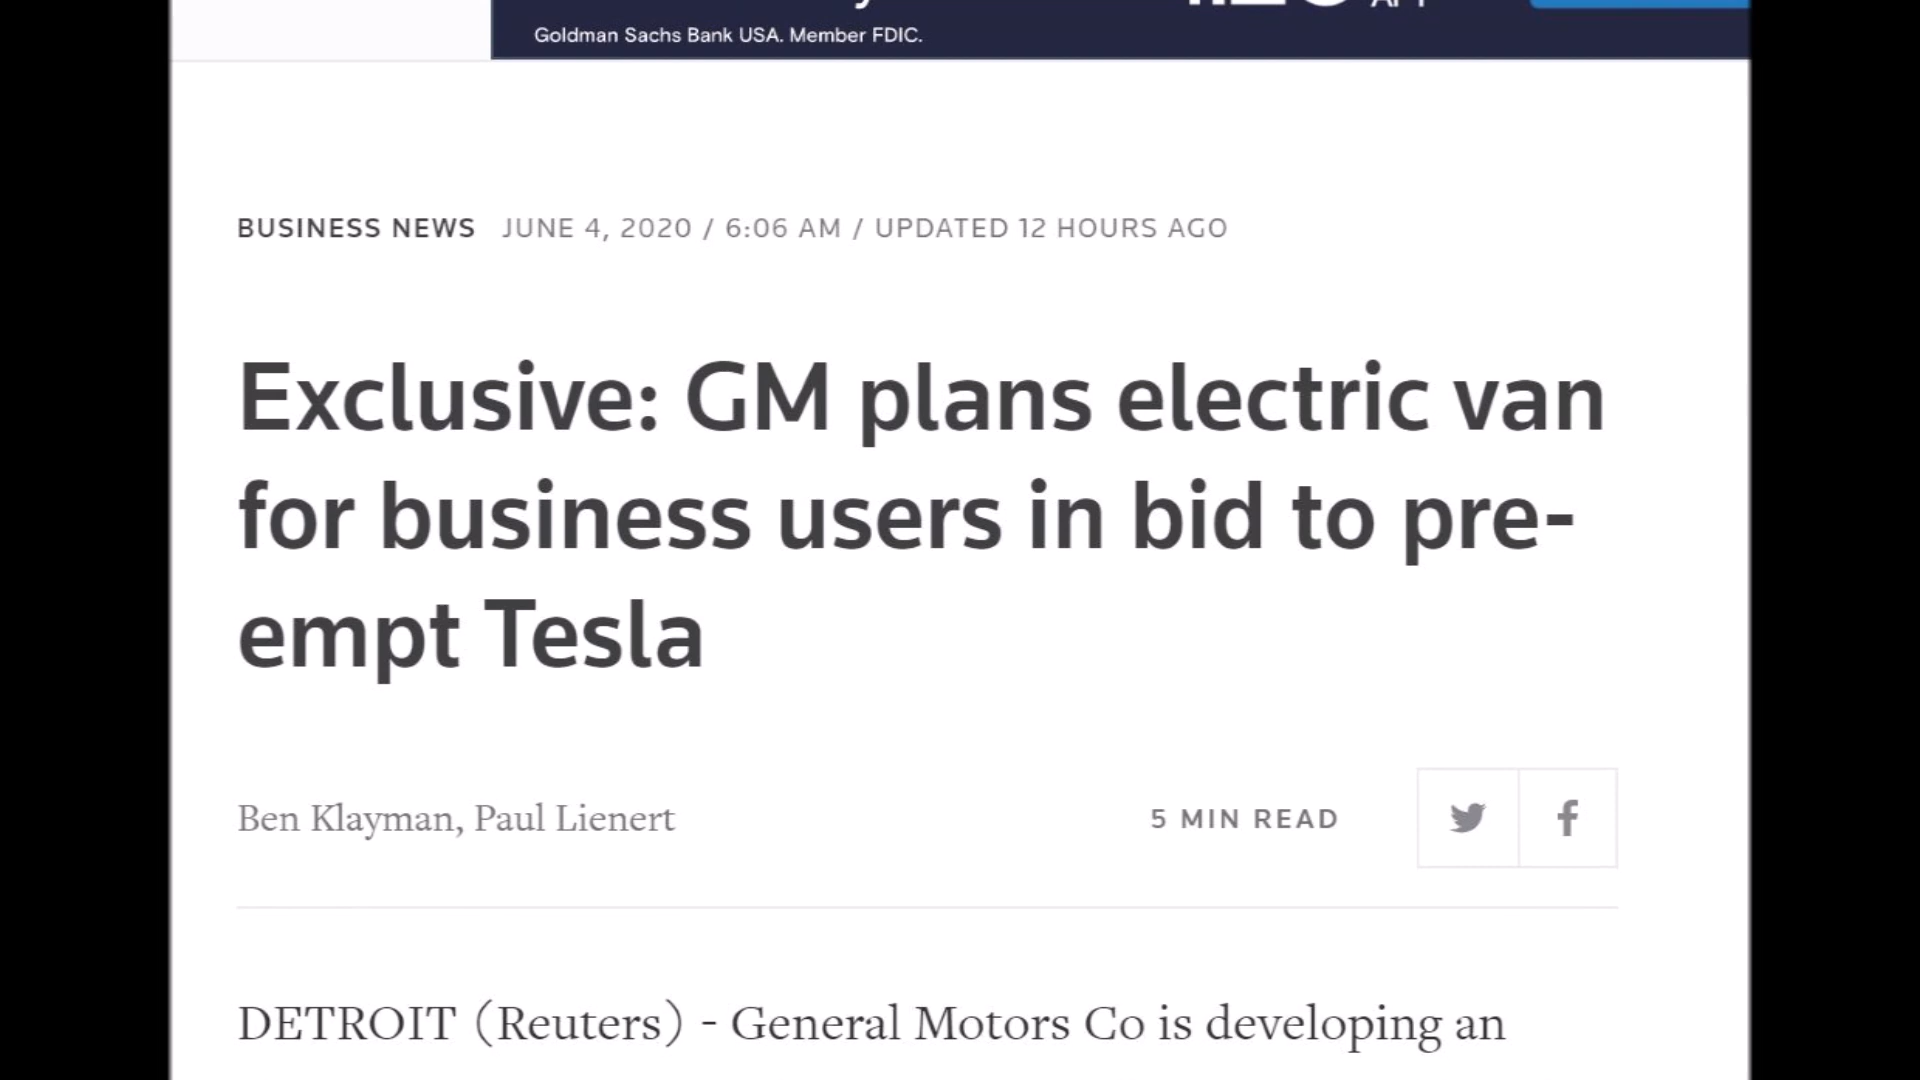 Goldman Sachs Bank USA. Member FDIC.
BUSINESS NEWS JUNE 4, 2020 / 6:06 AM / UPDATED 12 HOURS AGO
Exclusive: GM plans electric van
for business users in bid to pre-
empt Tesla
Ben Klayman, Paul Lienert
5 MIN READ
DETROIT (Reuters) - General Motors Co is developing an